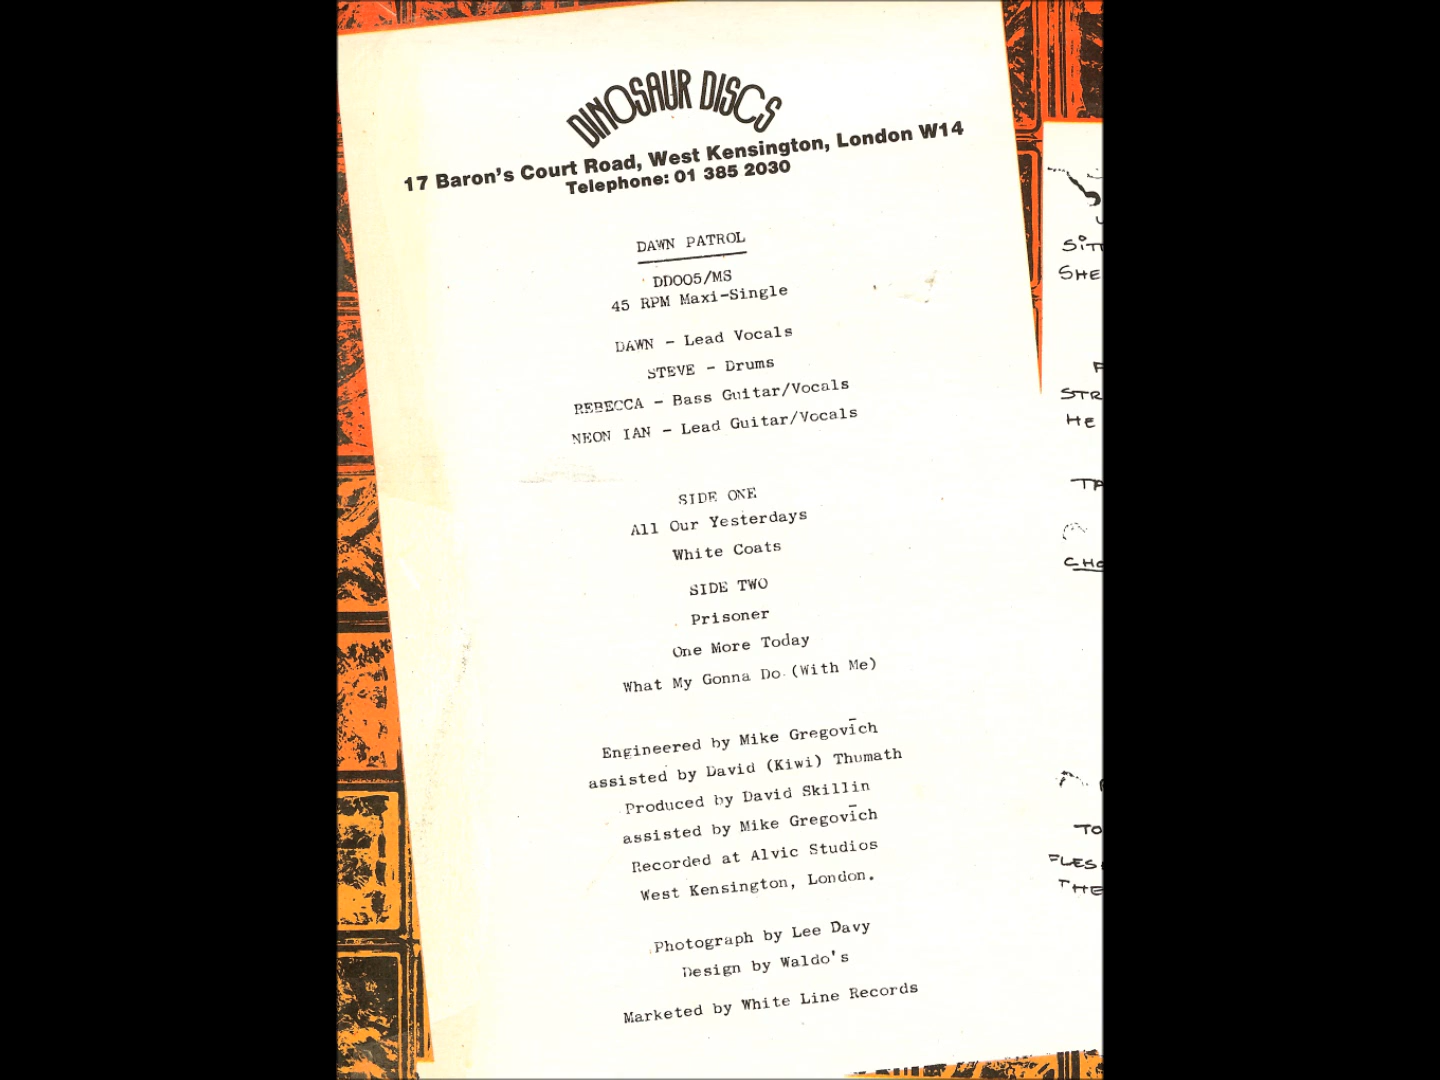 DINOSAUR DISCS
17 Baron's Court Road, West Kensington, London W14
Telephone: 01 385 2030
DAWN PATROL
DD005/MS
45 RPM Maxi-Single
DAWN - Lead Vocals
STEVE - Drums
REBECCA - Bass Guitar/Vocals
NEON IAN - Lead Guitar/Vocals
SIDE ONE
All Our Yesterdays
White Coats
SIDE TWO
Prisoner
One More Today
What My Gonna Do (With Me)
Engineered by Mike Gregovich
assisted by David (Kiwi) Thumath
Produced by David Skillin
assisted by Mike Gregovich
Recorded at Alvic Studios
West Kensington, London.
Photograph by Lee Davy
Design by Waldo's
Marketed by White Line Records
SHE
HE
TO
THE